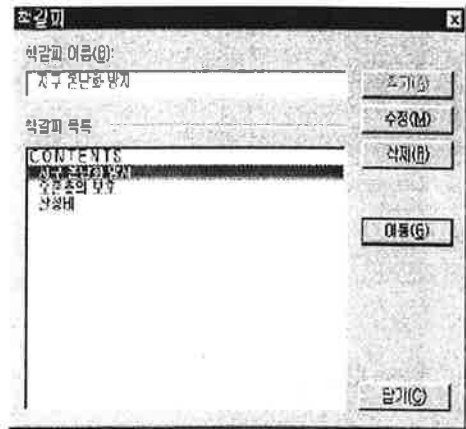 책갈피
책갈피 이름(B):
지구 온난화 방지
추가(A)
수정(M)
책갈피 목록
삭제(R)
CONTENTS
지구 온난화 방지
오존층의 보호
산성비
이동(G)
닫기(C)